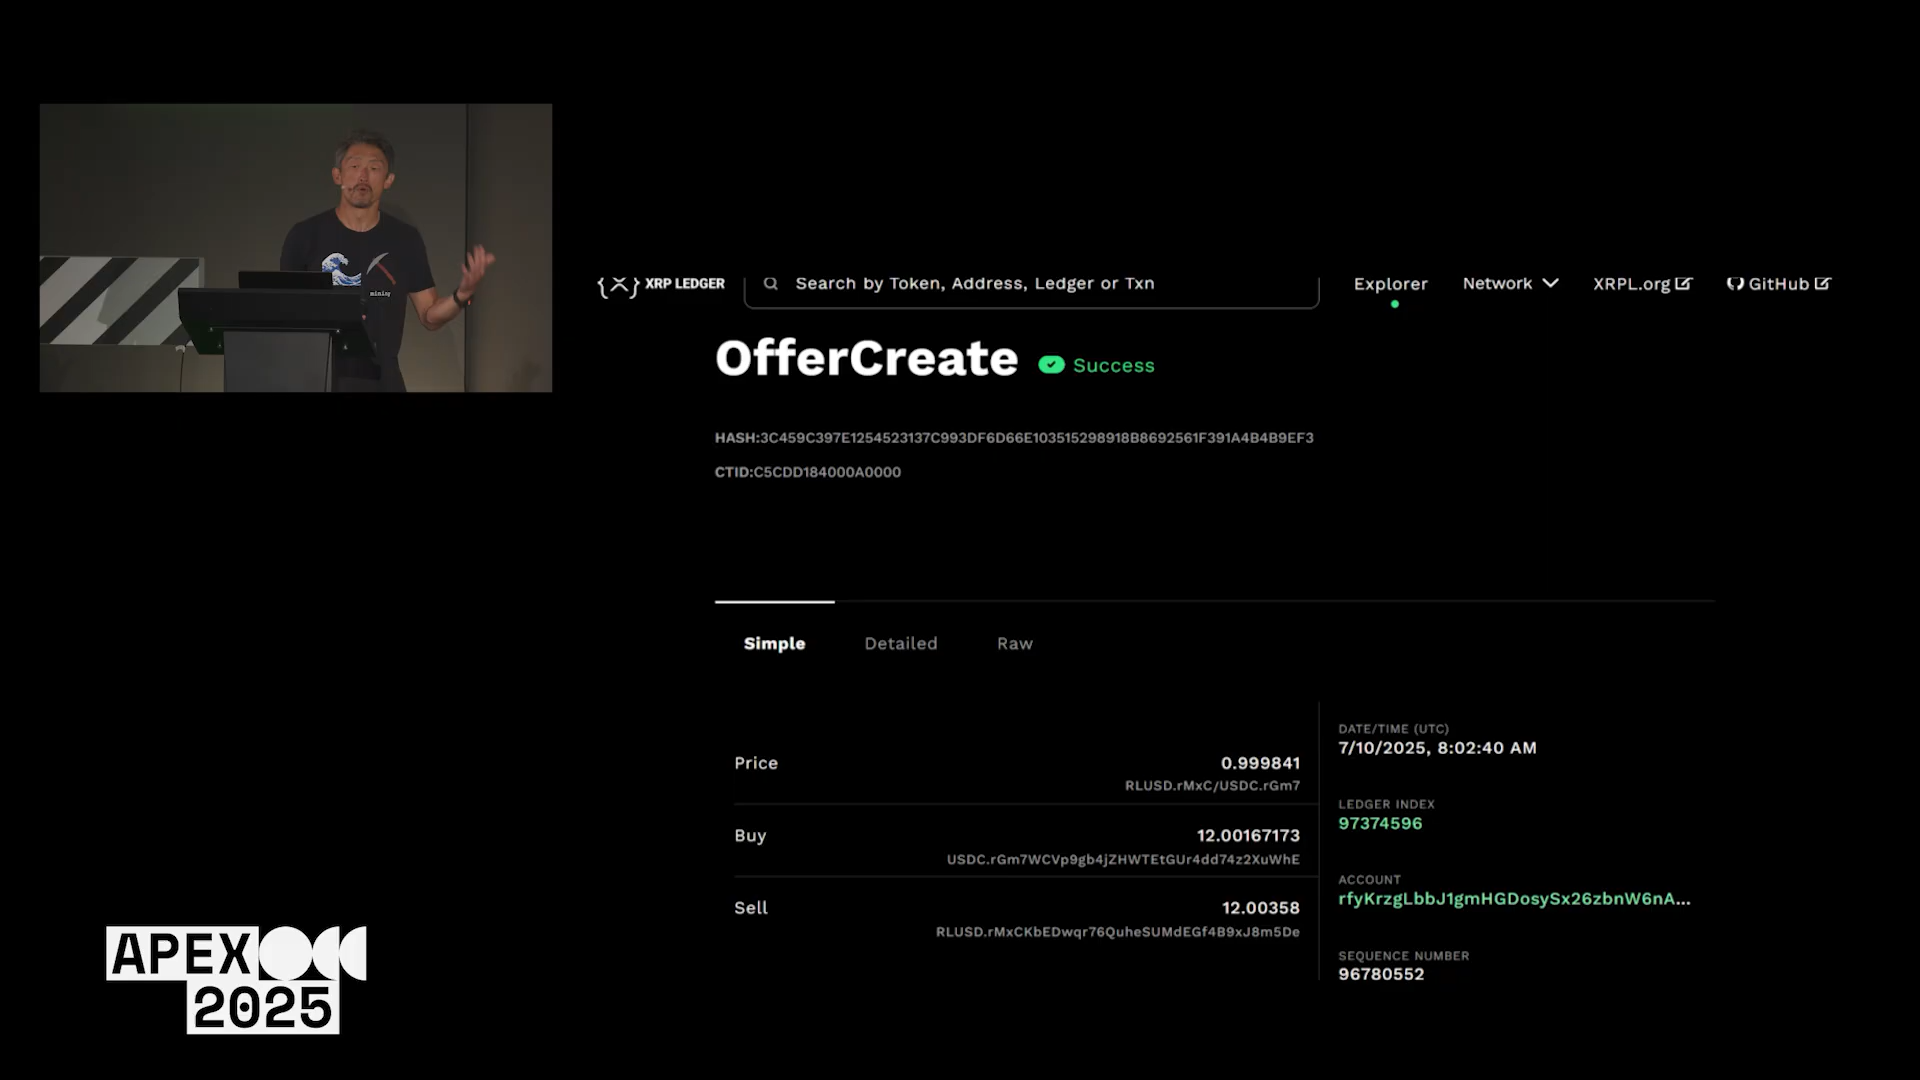 mining
XRP LEDGER
Search by Token, Address, Ledger or Txn
Explorer
Network
XRPL.org
GitHub
OfferCreate
Success
HASH:3C459C397E1254523137C993DF6D66E103515298918B8692561F391A4B4B9EF3
CTID:C5CDD184000A0000
Simple
Detailed
Raw
Price
0.999841
RLUSD.rMxC/USDC.rGm7
Buy
12.00167173
USDC.rGm7WCVp9gb4jZHWTEtGUr4dd74z2XuWhE
Sell
12.00358
RLUSD.rMxCKbEDwqr76QuheSUMdEGf4B9xJ8m5De
DATE/TIME (UTC)
7/10/2025, 8:02:40 AM
LEDGER INDEX
97374596
ACCOUNT
rfyKrzgLbbJ1gmHGDosySx26zbnW6nA...
SEQUENCE NUMBER
96780552
APEX
2025